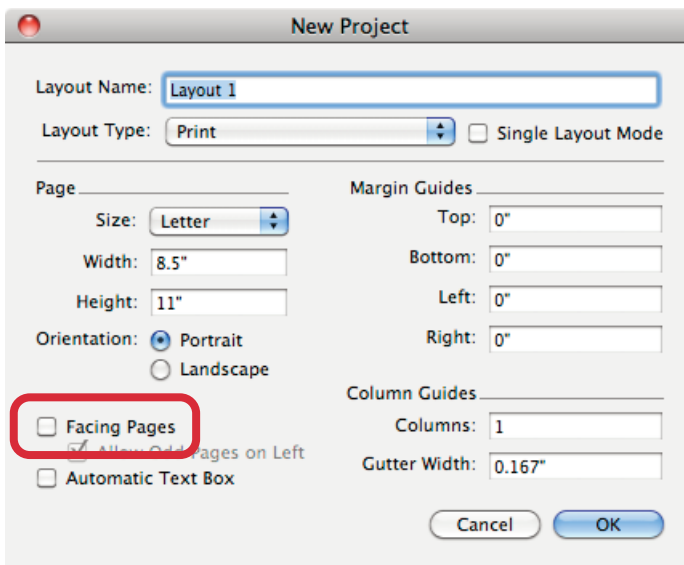 New Project
Layout Name: Layout 1
Layout Type: Print Single Layout Mode
Page
Size: Letter
Width: 8.5"
Height: 11"
Orientation: Portrait
Landscape
Facing Pages
Allow Odd Pages on Left
Automatic Text Box
Margin Guides
Top: 0"
Bottom: 0"
Left: 0"
Right: 0"
Column Guides
Columns: 1
Gutter Width: 0.167"
Cancel OK